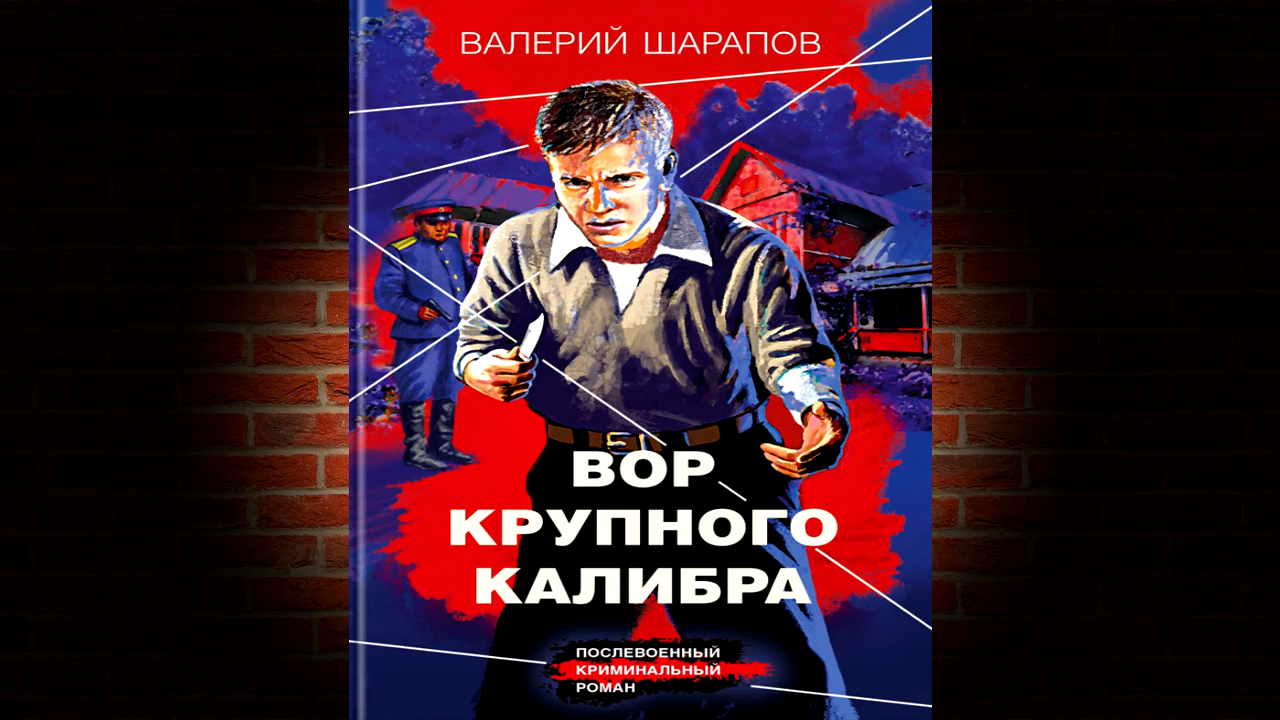 ВАЛЕРИЙ ШАРАПОВ
ВОР
КРУПНОГО
КАЛИБРА
ПОСЛЕВОЕННЫЙ
КРИМИНАЛЬНЫЙ
РОМАН